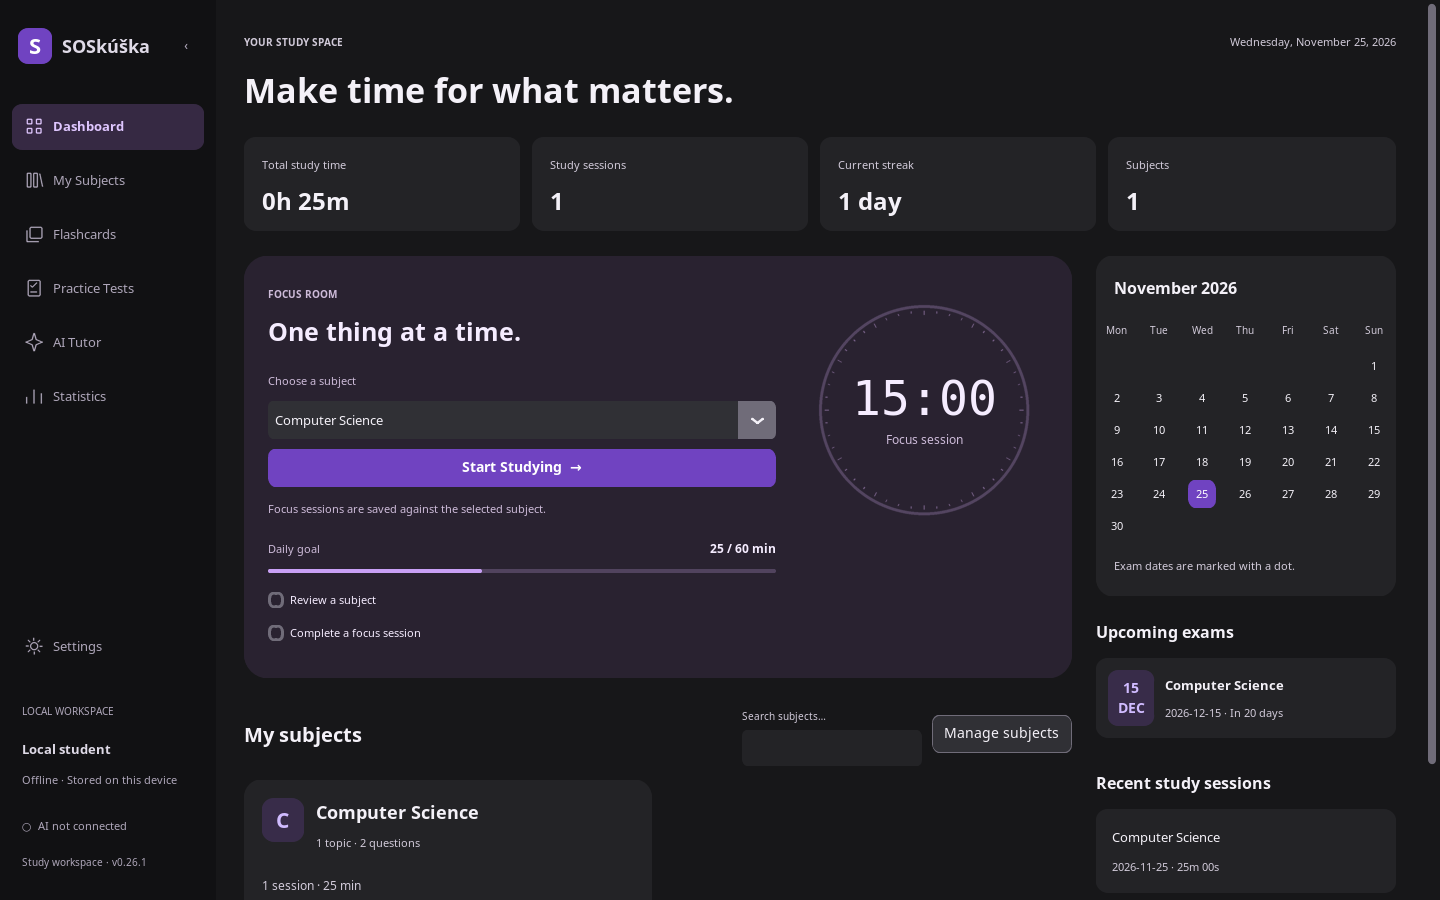 S SOSkúška ‹
Dashboard
My Subjects
Flashcards
Practice Tests
AI Tutor
Statistics
Settings
LOCAL WORKSPACE
Local student
Offline · Stored on this device
AI not connected
Study workspace · v0.26.1
YOUR STUDY SPACE
Wednesday, November 25, 2026
Make time for what matters.
Total study time
0h 25m
Study sessions
1
Current streak
1 day
Subjects
1
FOCUS ROOM
One thing at a time.
Choose a subject
Computer Science
Start Studying →
Focus sessions are saved against the selected subject.
Daily goal 25 / 60 min
Review a subject
Complete a focus session
15:00
Focus session
November 2026
Mon Tue Wed Thu Fri Sat Sun
1
2 3 4 5 6 7 8
9 10 11 12 13 14 15
16 17 18 19 20 21 22
23 24 25 26 27 28 29
30
Exam dates are marked with a dot.
Upcoming exams
15
DEC
Computer Science
2026-12-15 · In 20 days
Recent study sessions
Computer Science
2026-11-25 · 25m 00s
My subjects
Search subjects...
Manage subjects
C
Computer Science
1 topic · 2 questions
1 session · 25 min